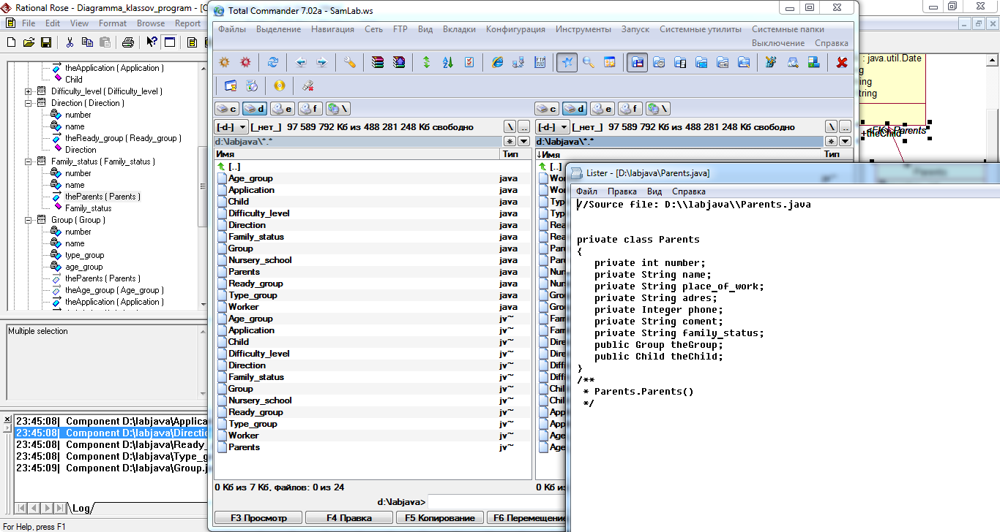 Rational Rose - Diagramma_klassov_program - [C
File Edit View Format Browse Report
theApplication ( Application )
Child
Difficulty_level ( Difficulty_level )
Direction ( Direction )
number
name
theReady_group ( Ready_group )
Direction
Family_status ( Family_status )
number
name
theParents ( Parents )
Family_status
Group ( Group )
number
name
type_group
age_group
theParents ( Parents )
theAge_group ( Age_group )
theApplication ( Application )
Multiple selection
23:45:08| Component D:\labjava\Applica
23:45:08| Component D:\labjava\Directio
23:45:08| Component D:\labjava\Ready_
23:45:08| Component D:\labjava\Type_g
23:45:09| Component D:\labjava\Group.j
Log
For Help, press F1
Total Commander 7.02a - SamLab.ws
Файлы Выделение Навигация Сеть FTP Вид Вкладки Конфигурация Инструменты Запуск Системные утилиты Системные папки
Выключение Справка
c d e f \
c d e f \
[-d-] [_нет_] 97 589 792 Кб из 488 281 248 Кб свободно \ ..
[-d-] [_нет_] 97 589 792 Кб из 488 281 248 Кб свободно \ ..
d:\labjava\*.* *
d:\labjava\*.* *
Имя Тип
↓Имя Тип
[..]
Age_group java
Application java
Child java
Difficulty_level java
Direction java
Family_status java
Group java
Nursery_school java
Parents java
Ready_group java
Type_group java
Worker java
Age_group jv~
Application jv~
Child jv~
Difficulty_level jv~
Direction jv~
Family_status jv~
Group jv~
Nursery_school jv~
Ready_group jv~
Type_group jv~
Worker jv~
Parents jv~
[..]
Wo
Wo
Typ
Typ
Rea
Rea
Par
Par
Nur
Nur
Gro
Gro
Fam
Fam
Dire
Dire
Diffi
Diffi
Chil
Chil
App
App
Age
Age
0 Кб из 7 Кб, файлов: 0 из 24
0 Кб из
d:\labjava>
F3 Просмотр F4 Правка F5 Копирование F6 Перемещение
: java.util.Date
g
ing
tring
<FK> Parents
+theChild
Parents
Lister - [D:\labjava\Parents.java]
Файл Правка Вид Справка
//Source file: D:\\labjava\\Parents.java
private class Parents
{
private int number;
private String name;
private String place_of_work;
private String adres;
private Integer phone;
private String coment;
private String family_status;
public Group theGroup;
public Child theChild;
}
/**
* Parents.Parents()
*/